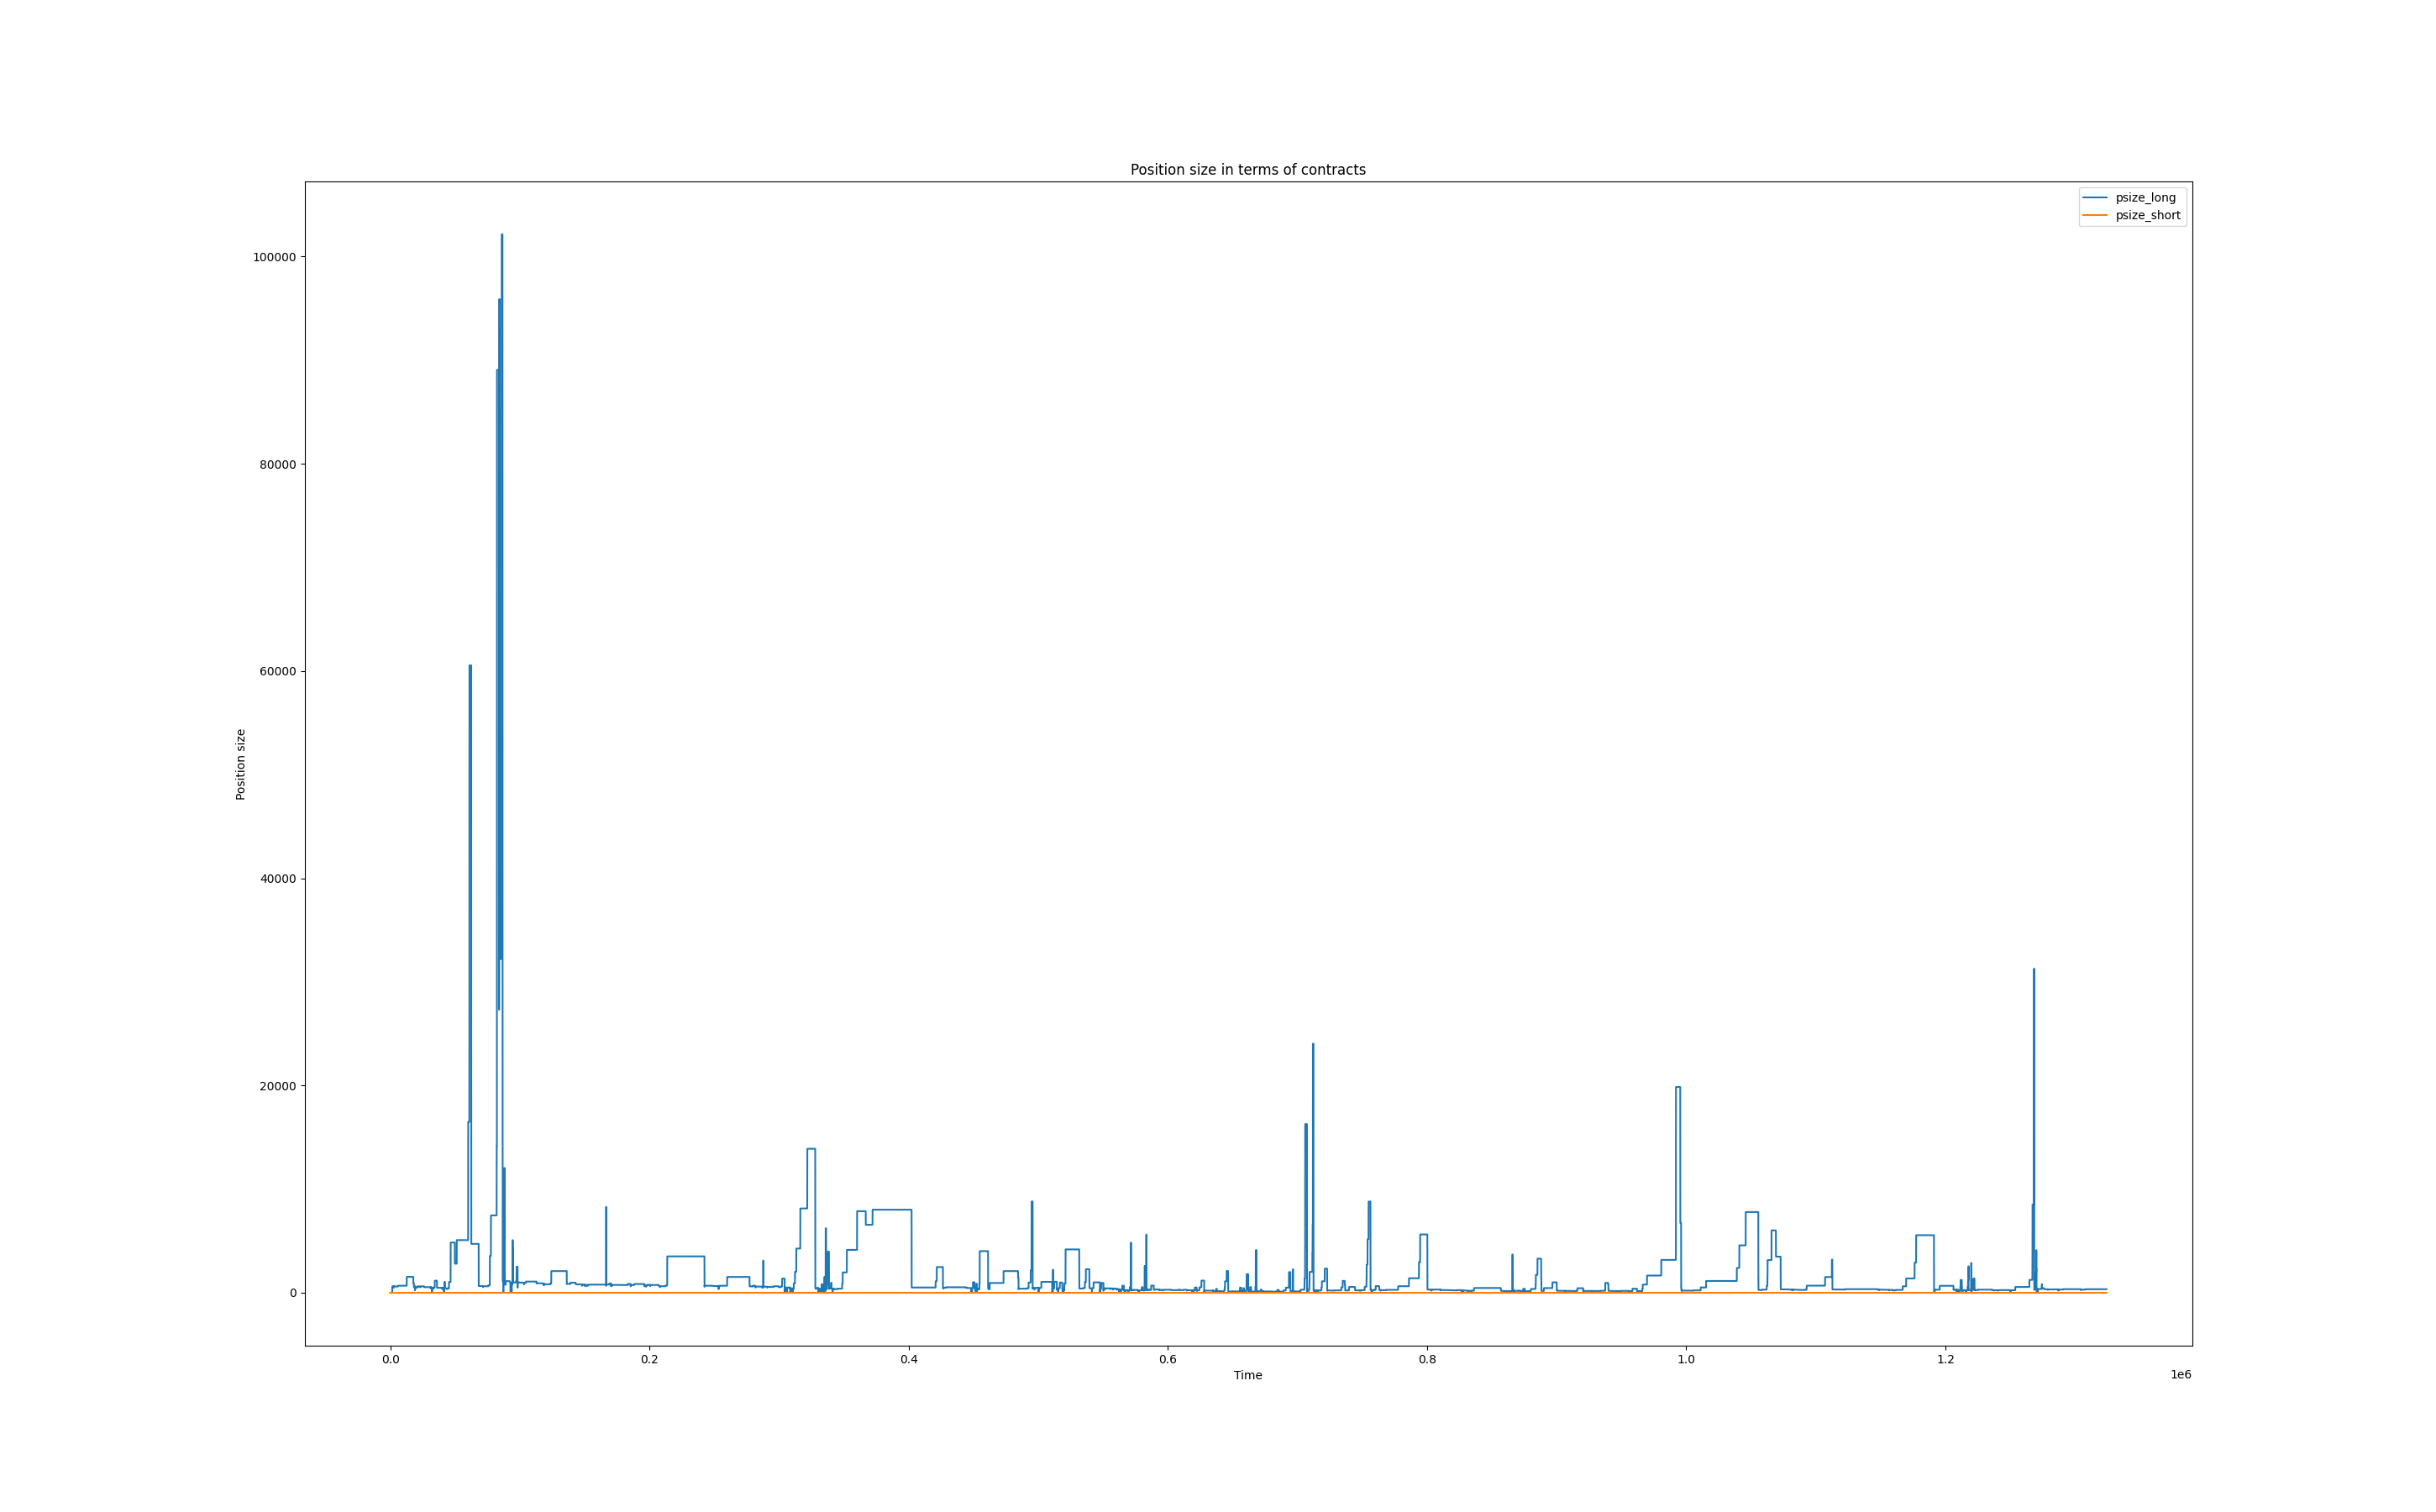 Position size in terms of contracts
psize_long
psize_short
100000
80000
60000
40000
20000
0
Position size
0.0 0.2 0.4 0.6 0.8 1.0 1.2
Time
1e6